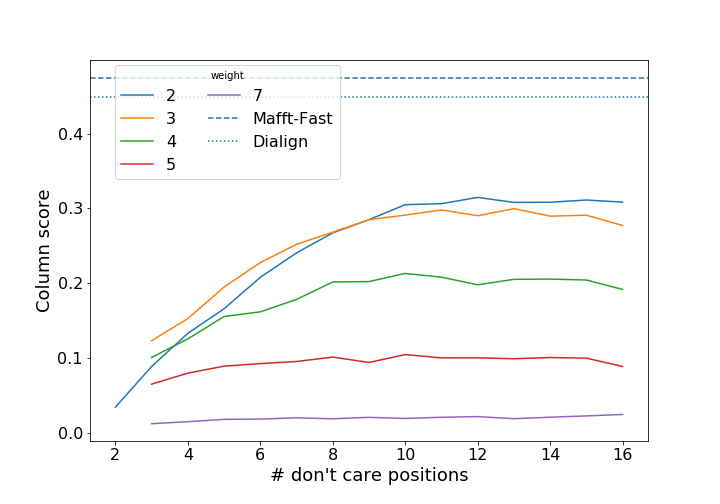 weight
2
3
4
5
7
Mafft-Fast
Dialign
Column score
0.4
0.3
0.2
0.1
0.0
2 4 6 8 10 12 14 16
# don't care positions